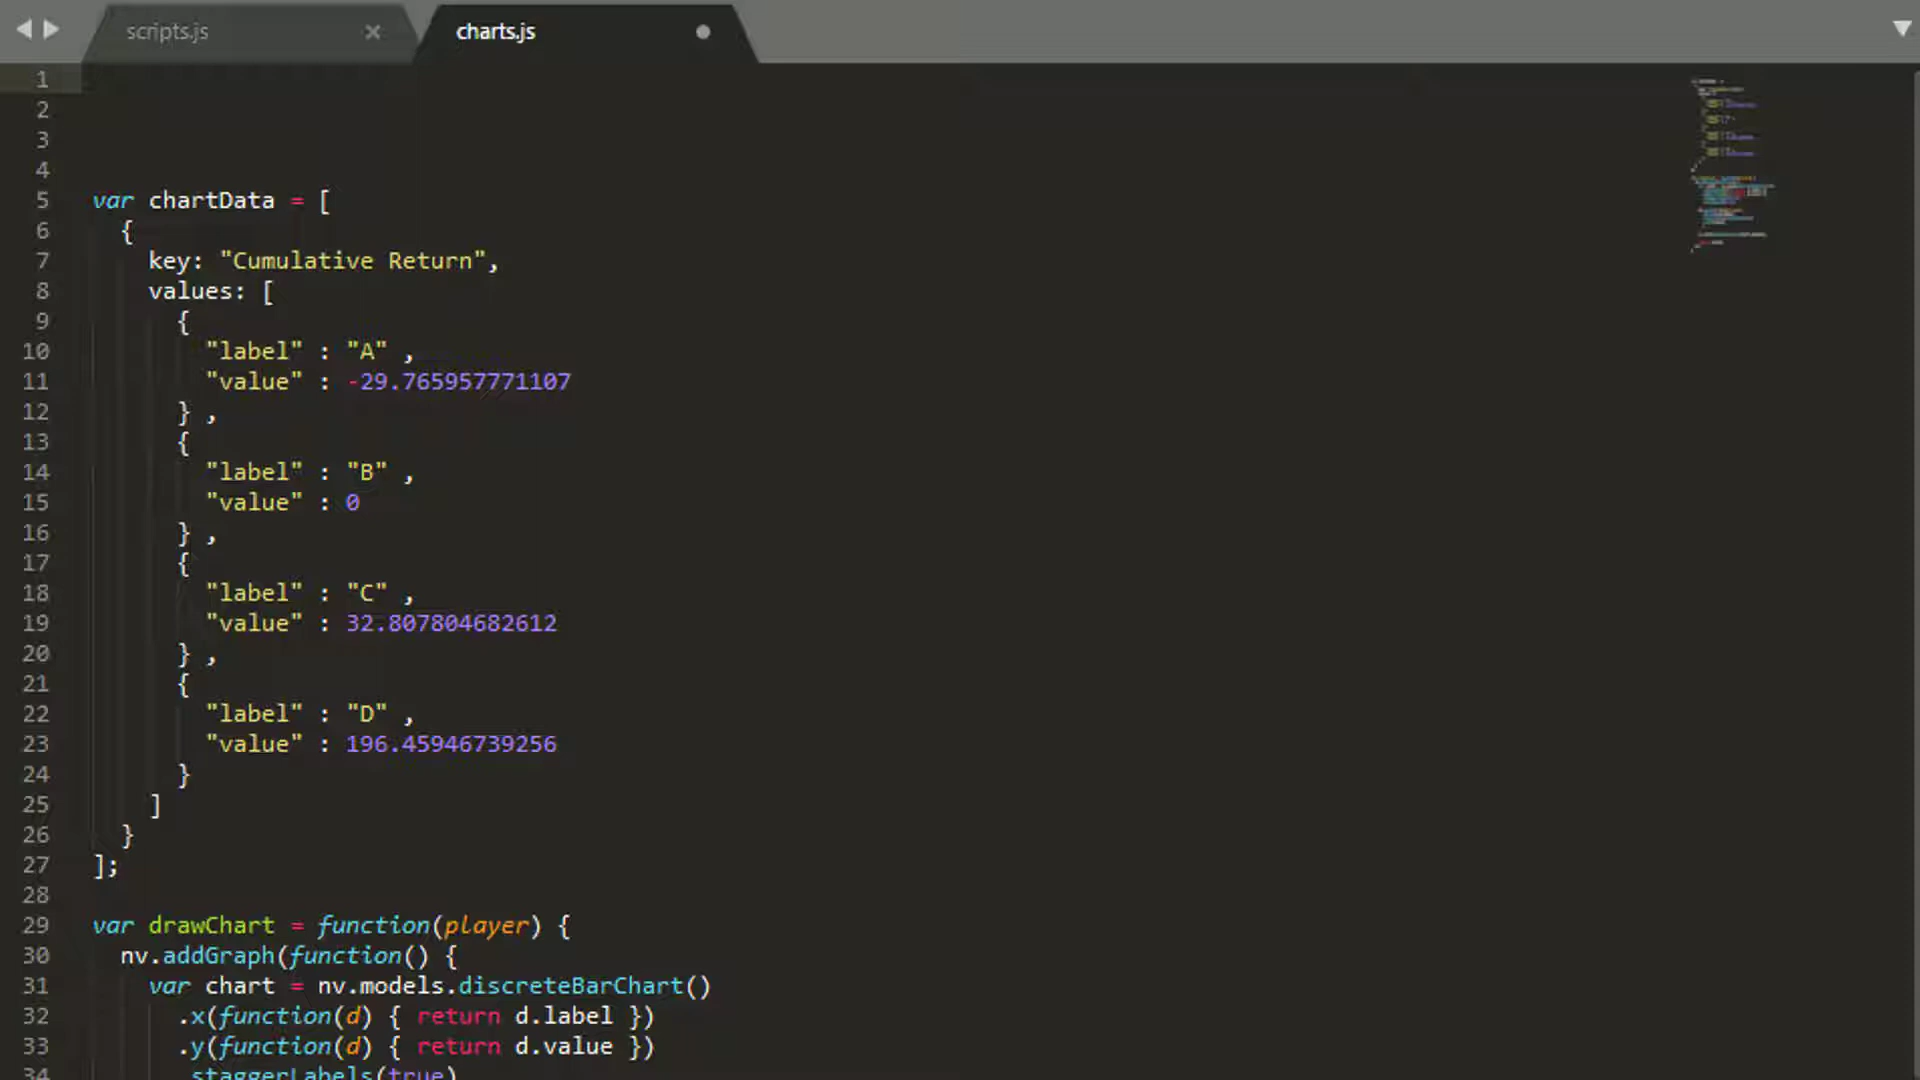 scripts.js × charts.js
1
2
3
4
5 var chartData = [
6 {
7 key: "Cumulative Return",
8 values: [
9 {
10 "label" : "A" ,
11 "value" : -29.765957771107
12 } ,
13 {
14 "label" : "B" ,
15 "value" : 0
16 } ,
17 {
18 "label" : "C" ,
19 "value" : 32.807804682612
20 } ,
21 {
22 "label" : "D" ,
23 "value" : 196.45946739256
24 }
25 ]
26 }
27 ];
28
29 var drawChart = function(player) {
30 nv.addGraph(function() {
31 var chart = nv.models.discreteBarChart()
32 .x(function(d) { return d.label })
33 .y(function(d) { return d.value })
34 .staggerLabels(true)